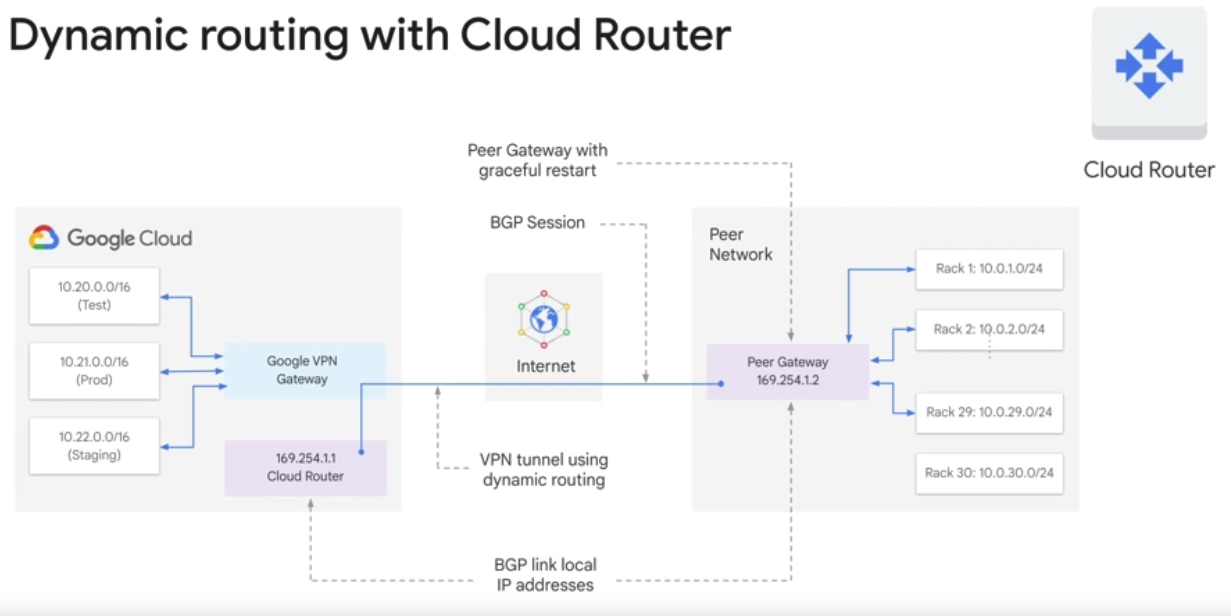 Dynamic routing with Cloud Router
Cloud Router
Peer Gateway with
graceful restart
BGP Session
Google Cloud
10.20.0.0/16
(Test)
10.21.0.0/16
(Prod)
10.22.0.0/16
(Staging)
Google VPN
Gateway
169.254.1.1
Cloud Router
Internet
VPN tunnel using
dynamic routing
BGP link local
IP addresses
Peer
Network
Peer Gateway
169.254.1.2
Rack 1: 10.0.1.0/24
Rack 2: 10.0.2.0/24
Rack 29: 10.0.29.0/24
Rack 30: 10.0.30.0/24